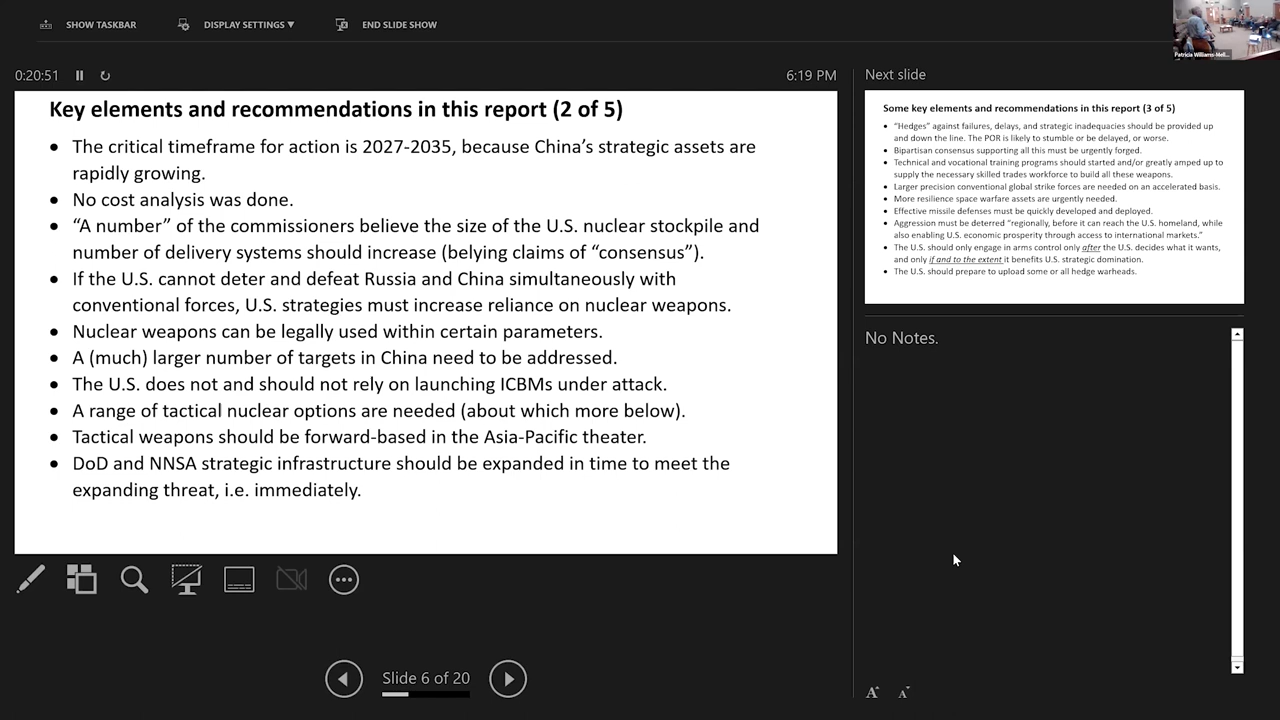 SHOW TASKBAR
DISPLAY SETTINGS ▼
END SLIDE SHOW
0:20:51
6:19 PM
Key elements and recommendations in this report (2 of 5)
• The critical timeframe for action is 2027-2035, because China’s strategic assets are
rapidly growing.
• No cost analysis was done.
• “A number” of the commissioners believe the size of the U.S. nuclear stockpile and
number of delivery systems should increase (belying claims of “consensus”).
• If the U.S. cannot deter and defeat Russia and China simultaneously with
conventional forces, U.S. strategies must increase reliance on nuclear weapons.
• Nuclear weapons can be legally used within certain parameters.
• A (much) larger number of targets in China need to be addressed.
• The U.S. does not and should not rely on launching ICBMs under attack.
• A range of tactical nuclear options are needed (about which more below).
• Tactical weapons should be forward-based in the Asia-Pacific theater.
• DoD and NNSA strategic infrastructure should be expanded in time to meet the
expanding threat, i.e. immediately.
Slide 6 of 20
Patricia Williams-Mell...
Next slide
Some key elements and recommendations in this report (3 of 5)
• “Hedges” against failures, delays, and strategic inadequacies should be provided up
and down the line. The POR is likely to stumble or be delayed, or worse.
• Bipartisan consensus supporting all this must be urgently forged.
• Technical and vocational training programs should started and/or greatly amped up to
supply the necessary skilled trades workforce to build all these weapons.
• Larger precision conventional global strike forces are needed on an accelerated basis.
• More resilience space warfare assets are urgently needed.
• Effective missile defenses must be quickly developed and deployed.
• Aggression must be deterred “regionally, before it can reach the U.S. homeland, while
also enabling U.S. economic prosperity through access to international markets.”
• The U.S. should only engage in arms control only after the U.S. decides what it wants,
and only if and to the extent it benefits U.S. strategic domination.
• The U.S. should prepare to upload some or all hedge warheads.
No Notes.
A A